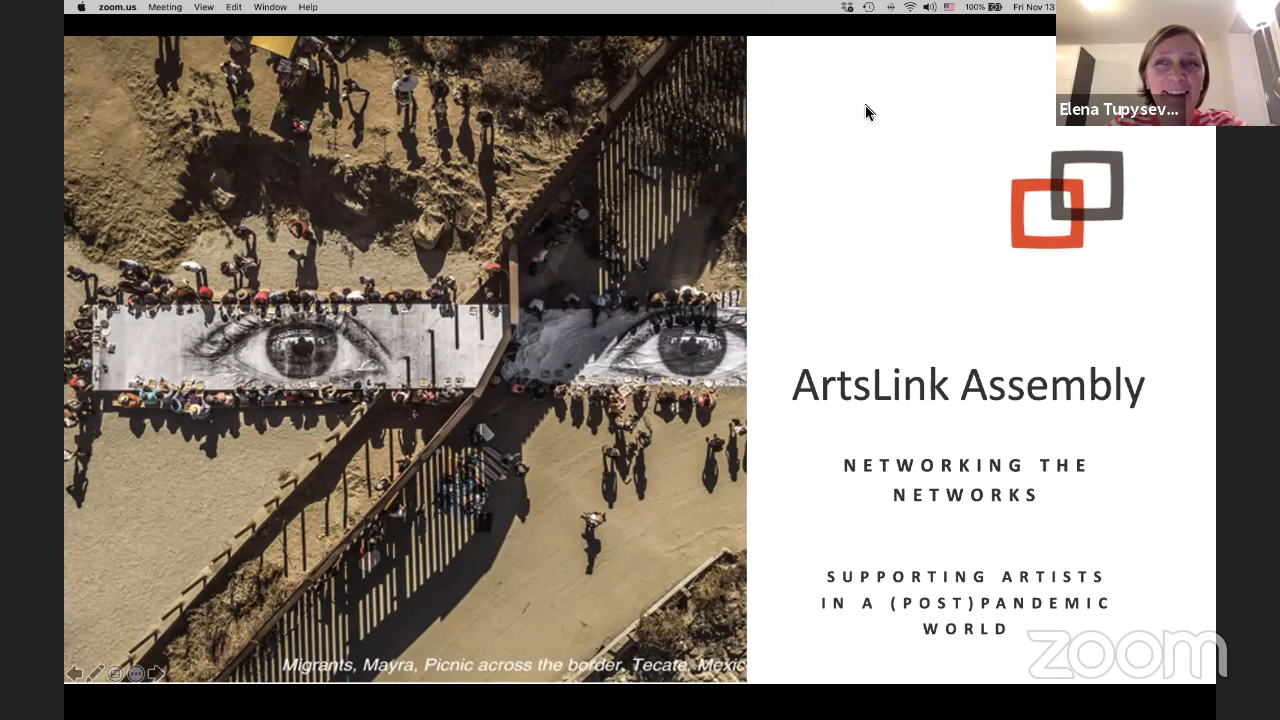 zoom.us Meeting View Edit Window Help 100% Fri Nov 13
Elena Tupysev...
ArtsLink Assembly
NETWORKING THE
NETWORKS
SUPPORTING ARTISTS
IN A (POST)PANDEMIC
WORLD
Migrants, Mayra, Picnic across the border, Tecate, Mexic
zoom